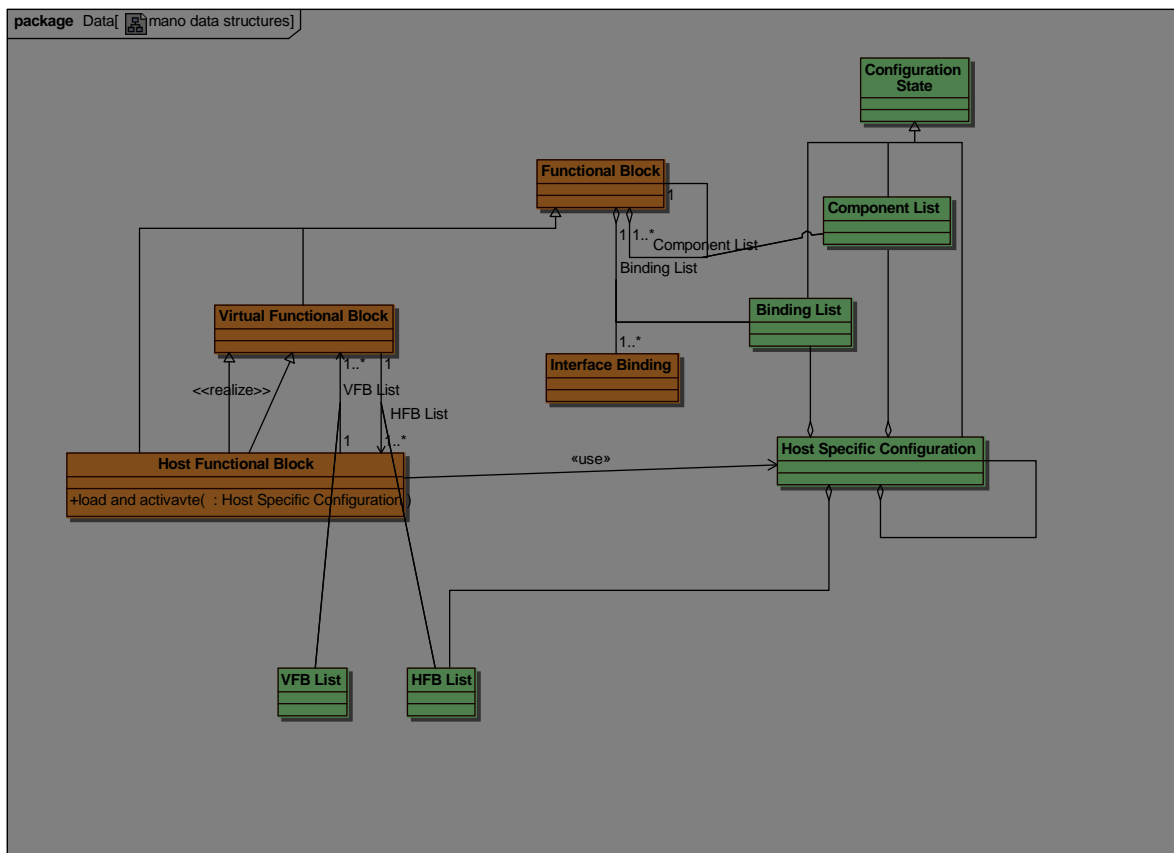 package Data[ mano data structures]
Configuration
State
Functional Block
1
Component List
1
1..*
Component List
Binding List
Virtual Functional Block
Binding List
1..*
1..*
1
Interface Binding
<<realize>>
VFB List
HFB List
1
1..*
Host Functional Block
«use»
Host Specific Configuration
+load and activavte( : Host Specific Configuration )
VFB List
HFB List